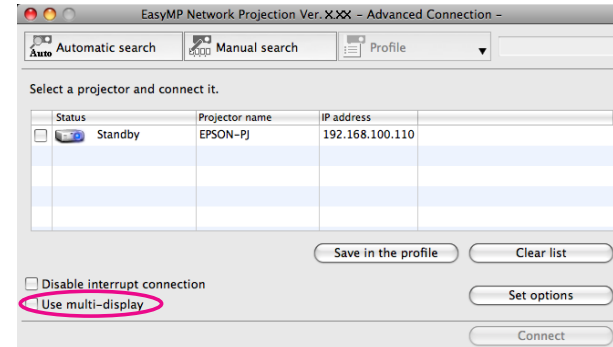 EasyMP Network Projection Ver. X.XX – Advanced Connection –
Auto Automatic search Manual search Profile
Select a projector and connect it.
Status Projector name IP address
Standby EPSON-PJ 192.168.100.110
Save in the profile Clear list
Disable interrupt connection
Use multi-display
Set options
Connect